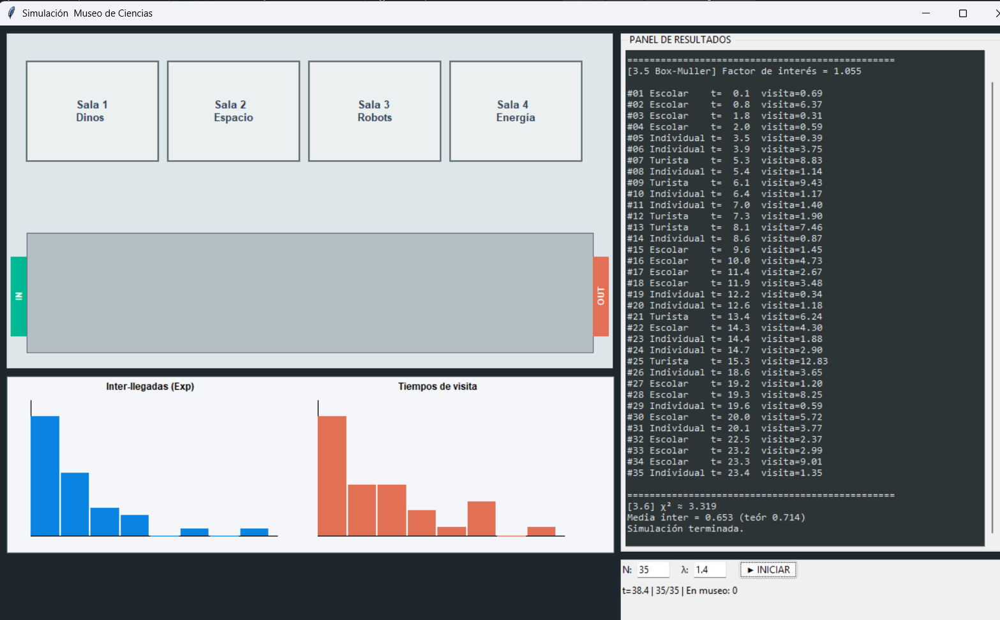 Simulación  Museo de Ciencias
Sala 1
Dinos
Sala 2
Espacio
Sala 3
Robots
Sala 4
Energía
IN
OUT
Inter-llegadas (Exp)
Tiempos de visita
PANEL DE RESULTADOS
================================================
[3.5 Box-Muller] Factor de interés = 1.055
#01 Escolar    t=  0.1  visita=0.69
#02 Escolar    t=  0.8  visita=6.37
#03 Escolar    t=  1.8  visita=0.31
#04 Escolar    t=  2.0  visita=0.59
#05 Individual t=  3.5  visita=0.39
#06 Individual t=  3.9  visita=3.75
#07 Turista    t=  5.3  visita=8.83
#08 Individual t=  5.4  visita=1.14
#09 Turista    t=  6.1  visita=9.43
#10 Individual t=  6.4  visita=1.17
#11 Individual t=  7.0  visita=1.40
#12 Turista    t=  7.3  visita=1.90
#13 Turista    t=  8.1  visita=7.46
#14 Individual t=  8.6  visita=0.87
#15 Escolar    t=  9.6  visita=1.45
#16 Escolar    t= 10.0  visita=4.73
#17 Escolar    t= 11.4  visita=2.67
#18 Escolar    t= 11.9  visita=3.48
#19 Individual t= 12.2  visita=0.34
#20 Individual t= 12.6  visita=1.18
#21 Turista    t= 13.4  visita=6.24
#22 Escolar    t= 14.3  visita=4.30
#23 Individual t= 14.4  visita=1.88
#24 Individual t= 14.7  visita=2.90
#25 Turista    t= 15.3  visita=12.83
#26 Individual t= 18.6  visita=3.65
#27 Escolar    t= 19.2  visita=1.20
#28 Escolar    t= 19.3  visita=8.25
#29 Individual t= 19.6  visita=0.59
#30 Escolar    t= 20.0  visita=5.72
#31 Individual t= 20.1  visita=3.77
#32 Escolar    t= 22.5  visita=2.37
#33 Escolar    t= 23.2  visita=2.99
#34 Escolar    t= 23.3  visita=9.01
#35 Individual t= 23.4  visita=1.35
================================================
[3.6] χ² ≈ 3.319
Media inter = 0.653 (teór 0.714)
Simulación terminada.
N: 35 λ: 1.4 ► INICIAR
t=38.4 | 35/35 | En museo: 0